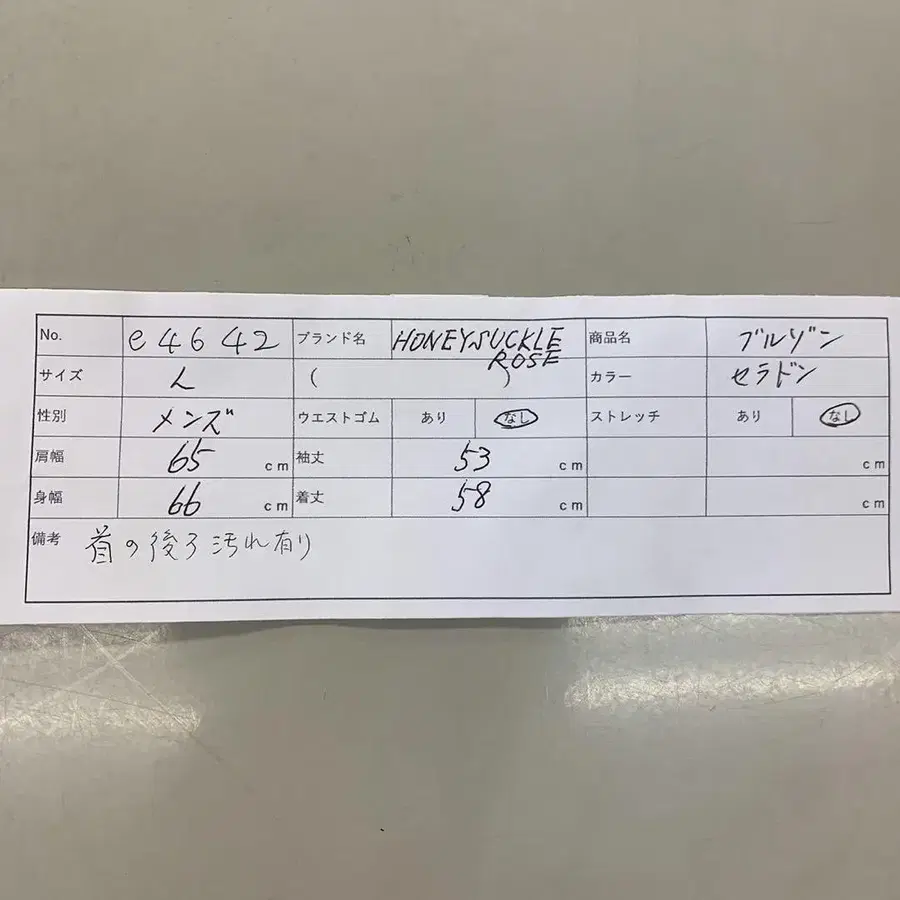 No. e4642 ブランド名 HONEYSUCKLE ROSE 商品名 ブルゾン
サイズ L ( ) カラー セラドン
性別 メンズ ウエストゴム あり なし ストレッチ あり なし
肩幅 65 cm 袖丈 53 cm cm
身幅 66 cm 着丈 58 cm cm
備考 首の後ろ汚れ有り